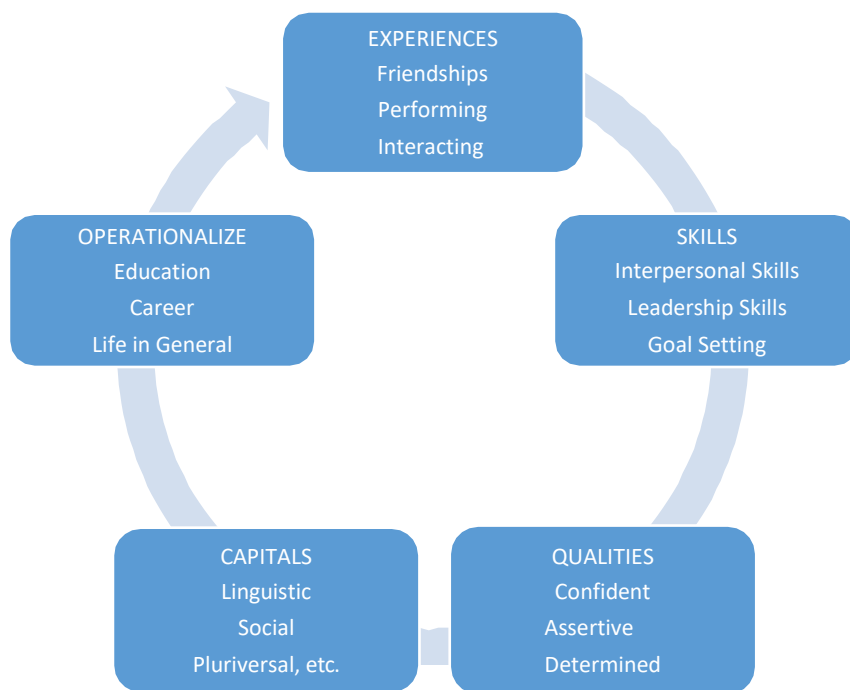 EXPERIENCES
Friendships
Performing
Interacting
SKILLS
Interpersonal Skills
Leadership Skills
Goal Setting
QUALITIES
Confident
Assertive
Determined
CAPITALS
Linguistic
Social
Pluriversal, etc.
OPERATIONALIZE
Education
Career
Life in General